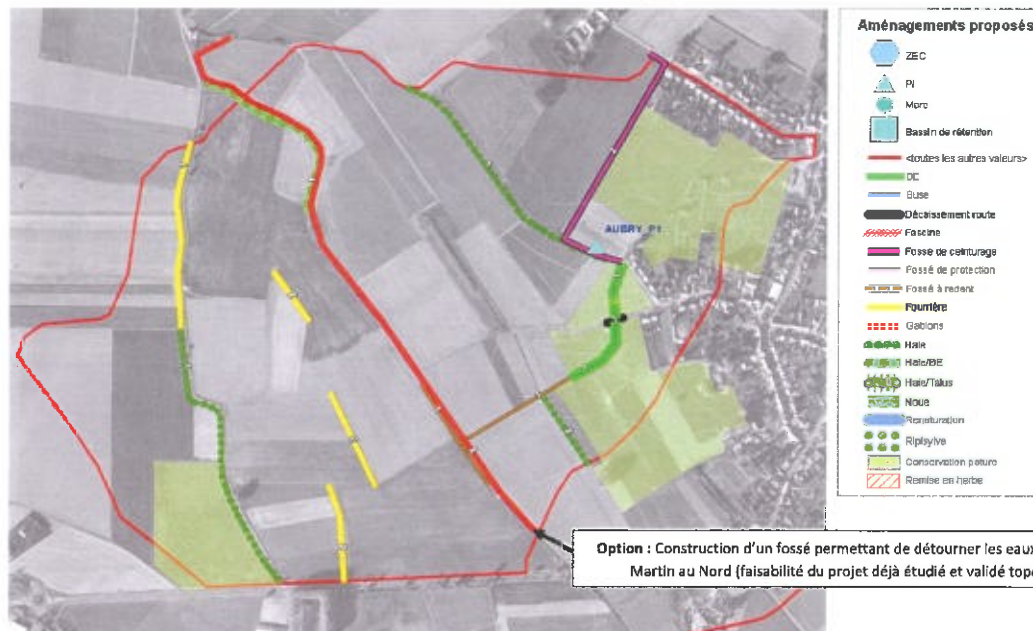 Aménagements proposés
ZEC
PI
Mare
Bassin de rétention
<toutes les autres valeurs>
DE
Buse
Décaissement route
Fascine
Fossé de ceinturage
Fossé de protection
Fossé à redent
Fourrière
Gabions
Haie
Haie/DE
Haie/Talus
Noue
Renaturation
Ripisylve
Conservation pature
Remise en herbe
AUBRY_P1
Option : Construction d'un fossé permettant de détourner les eaux
Martin au Nord (faisabilité du projet déjà étudié et validé topo